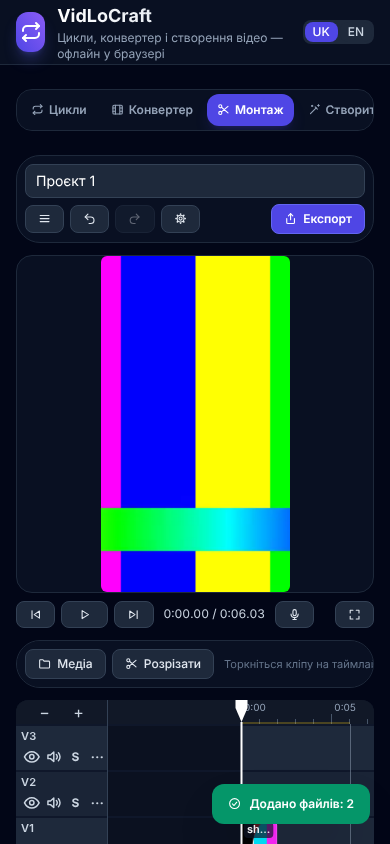 VidLoCraft
Цикли, конвертер і створення відео —
офлайн у браузері
UK EN
Цикли Конвертер Монтаж Створит
Проєкт 1
Експорт
0:00.00 / 0:06.03
Медіа Розрізати Торкніться кліпу на таймлай
− + 0:00 0:05
V3
S ...
V2
S ...
Додано файлів: 2
V1
sh...